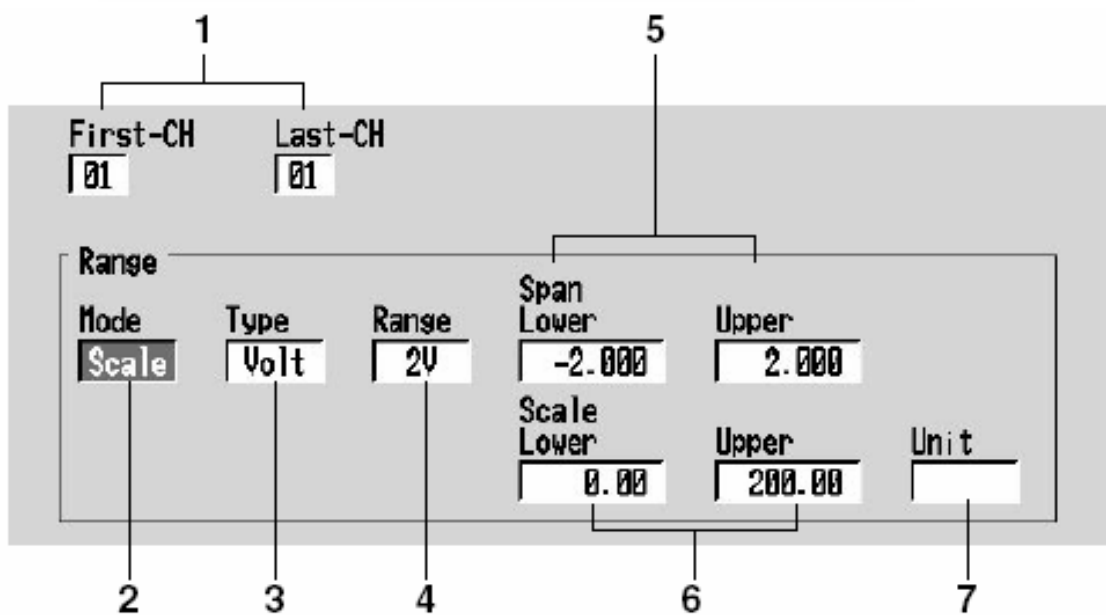 1 5
First-CH Last-CH
01 01
Range
Span
Mode Type Range Lower Upper
Scale Volt 2V -2.000 2.000
Scale
Lower Upper Unit
0.00 200.00
2 3 4 6 7